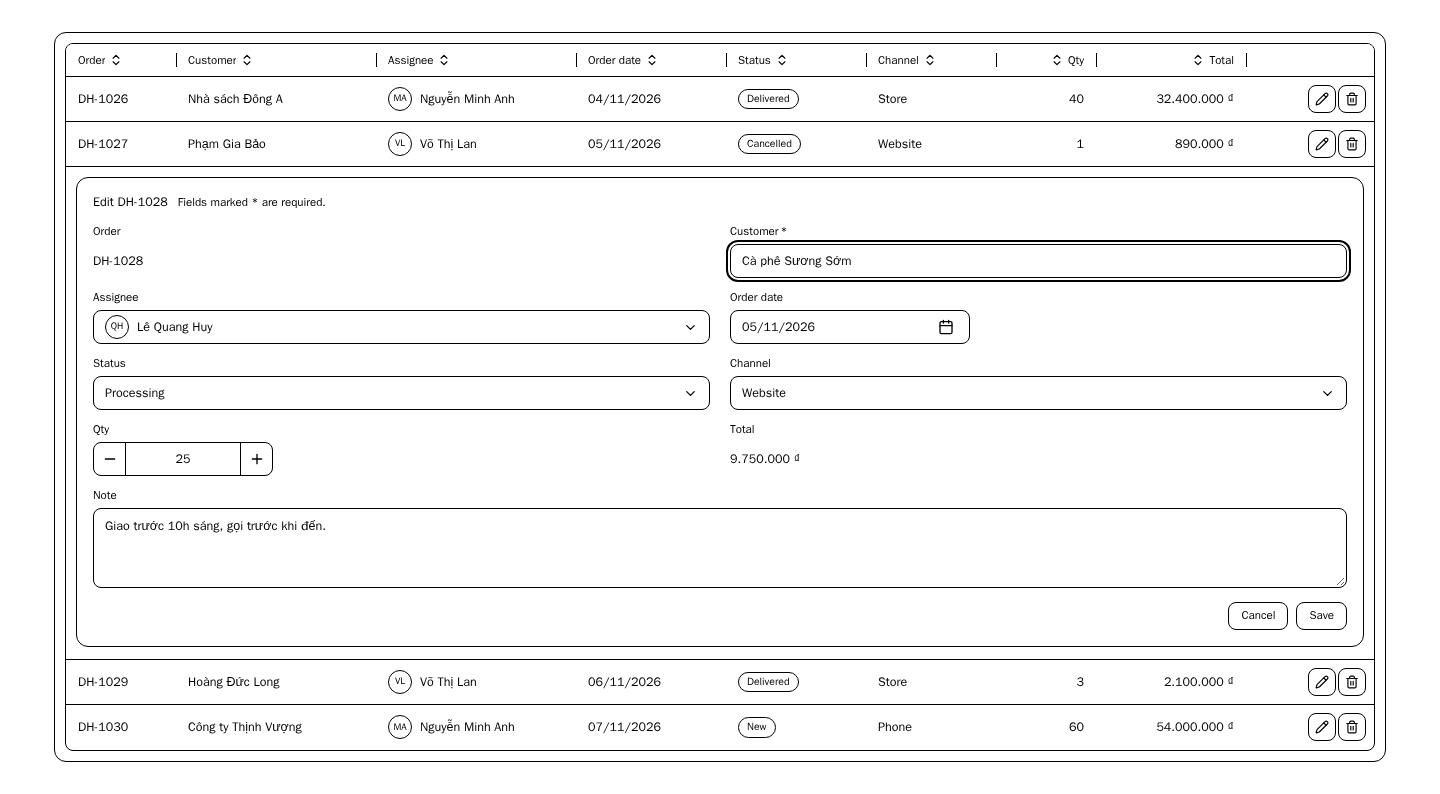 Order Customer Assignee Order date Status Channel Qty Total
DH-1026 Nhà sách Đông A MA Nguyễn Minh Anh 04/11/2026 Delivered Store 40 32.400.000 ₫
DH-1027 Phạm Gia Bảo VL Võ Thị Lan 05/11/2026 Cancelled Website 1 890.000 ₫
Edit DH-1028 Fields marked * are required.
Order Customer *
DH-1028 Cà phê Sương Sớm
Assignee Order date
QH Lê Quang Huy 05/11/2026
Status Channel
Processing Website
Qty Total
25 9.750.000 ₫
Note
Giao trước 10h sáng, gọi trước khi đến.
Cancel Save
DH-1029 Hoàng Đức Long VL Võ Thị Lan 06/11/2026 Delivered Store 3 2.100.000 ₫
DH-1030 Công ty Thịnh Vượng MA Nguyễn Minh Anh 07/11/2026 New Phone 60 54.000.000 ₫